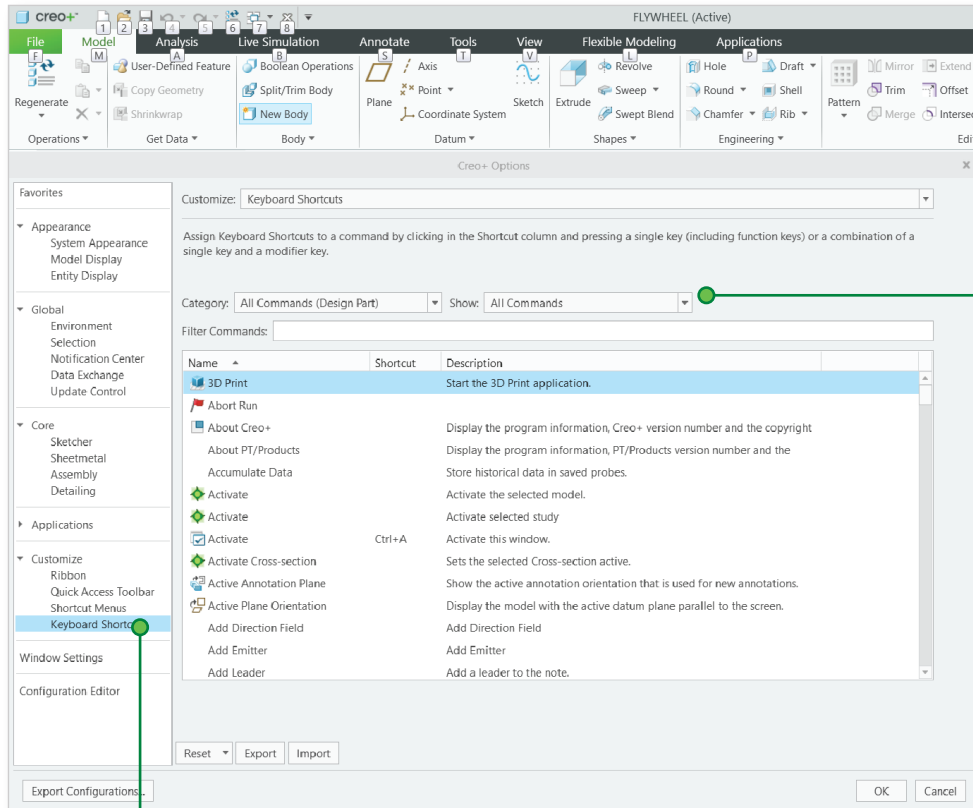 creo+
FLYWHEEL (Active)
1 2 3 4 5 6 7 8
File Model Analysis Live Simulation Annotate Tools View Flexible Modeling Applications
F M A B S T V L P
Regenerate
User-Defined Feature
Copy Geometry
Shrinkwrap
Boolean Operations
Split/Trim Body
New Body
Plane
Axis
Point
Coordinate System
Sketch
Extrude
Revolve
Sweep
Swept Blend
Hole
Draft
Round
Shell
Chamfer
Rib
Pattern
Mirror
Extend
Trim
Offset
Merge
Intersec
Operations Get Data Body Datum Shapes Engineering Edi
Creo+ Options
Favorites
Appearance
System Appearance
Model Display
Entity Display
Global
Environment
Selection
Notification Center
Data Exchange
Update Control
Core
Sketcher
Sheetmetal
Assembly
Detailing
Applications
Customize
Ribbon
Quick Access Toolbar
Shortcut Menus
Keyboard Shortc
Window Settings
Configuration Editor
Customize: Keyboard Shortcuts
Assign Keyboard Shortcuts to a command by clicking in the Shortcut column and pressing a single key (including function keys) or a combination of a
single key and a modifier key.
Category: All Commands (Design Part) Show: All Commands
Filter Commands:
Name Shortcut Description
3D Print Start the 3D Print application.
Abort Run
About Creo+ Display the program information, Creo+ version number and the copyright
About PT/Products Display the program information, PT/Products version number and the
Accumulate Data Store historical data in saved probes.
Activate Activate the selected model.
Activate Activate selected study
Activate Ctrl+A Activate this window.
Activate Cross-section Sets the selected Cross-section active.
Active Annotation Plane Show the active annotation orientation that is used for new annotations.
Active Plane Orientation Display the model with the active datum plane parallel to the screen.
Add Direction Field Add Direction Field
Add Emitter Add Emitter
Add Leader Add a leader to the note.
Reset Export Import
Export Configurations... OK Cancel